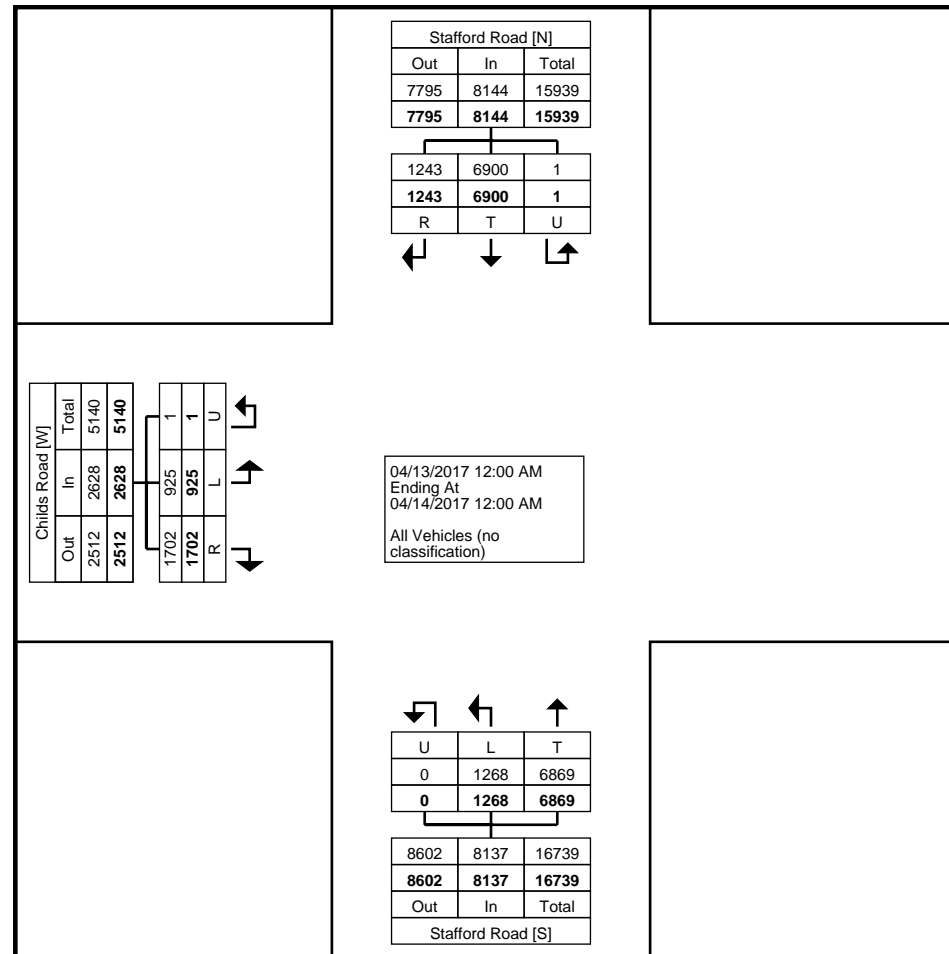 Stafford Road [N]
Out In Total
7795 8144 15939
7795 8144 15939
1243 6900 1
1243 6900 1
R T U
Childs Road [W]
Out In Total
2512 2628 5140
2512 2628 5140
1702 925 1
1702 925 1
R L U
04/13/2017 12:00 AM
Ending At
04/14/2017 12:00 AM
All Vehicles (no
classification)
U L T
0 1268 6869
0 1268 6869
8602 8137 16739
8602 8137 16739
Out In Total
Stafford Road [S]